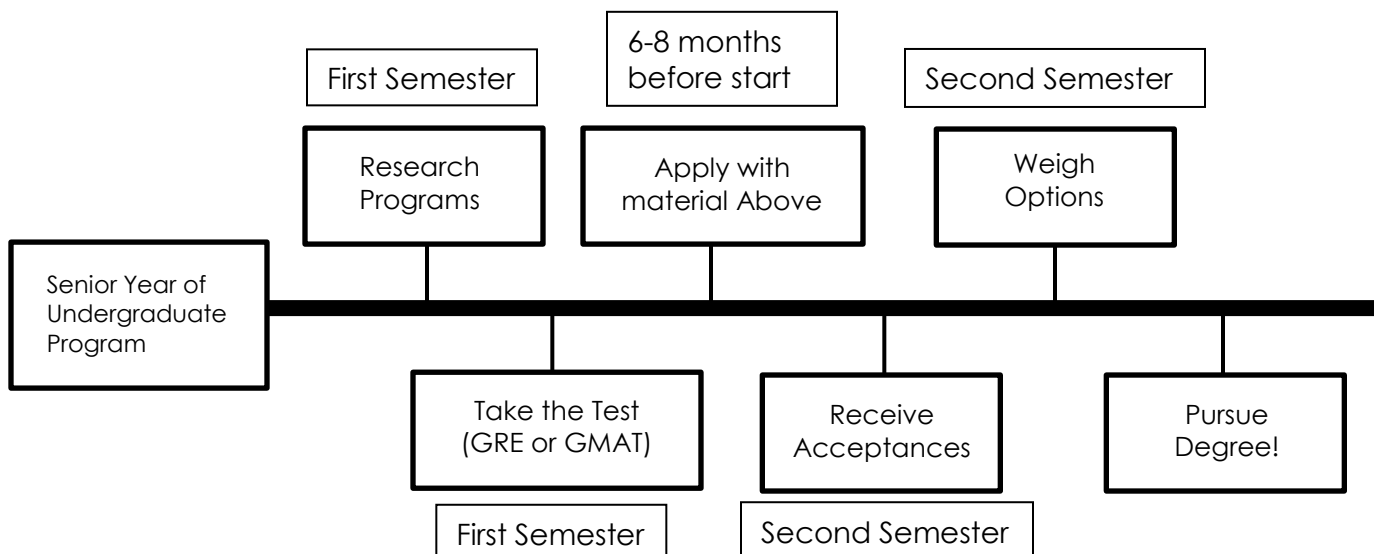 6-8 months
before start
First Semester
Second Semester
Research
Programs
Apply with
material Above
Weigh
Options
Senior Year of
Undergraduate
Program
Take the Test
(GRE or GMAT)
Receive
Acceptances
Pursue
Degree!
First Semester
Second Semester